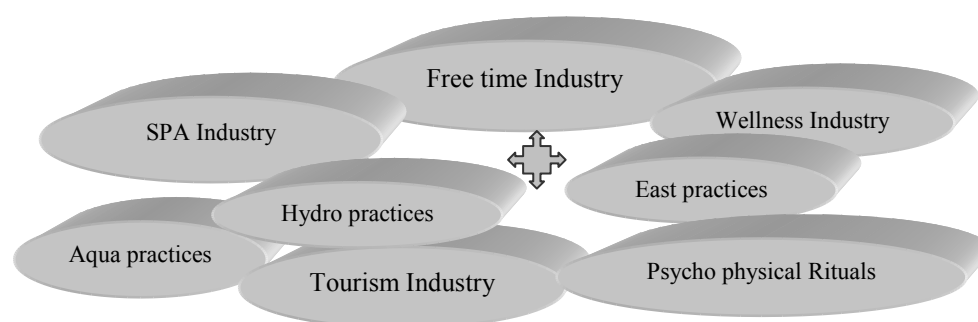 Free time Industry
SPA Industry
Wellness Industry
Hydro practices
East practices
Aqua practices
Tourism Industry
Psycho physical Rituals